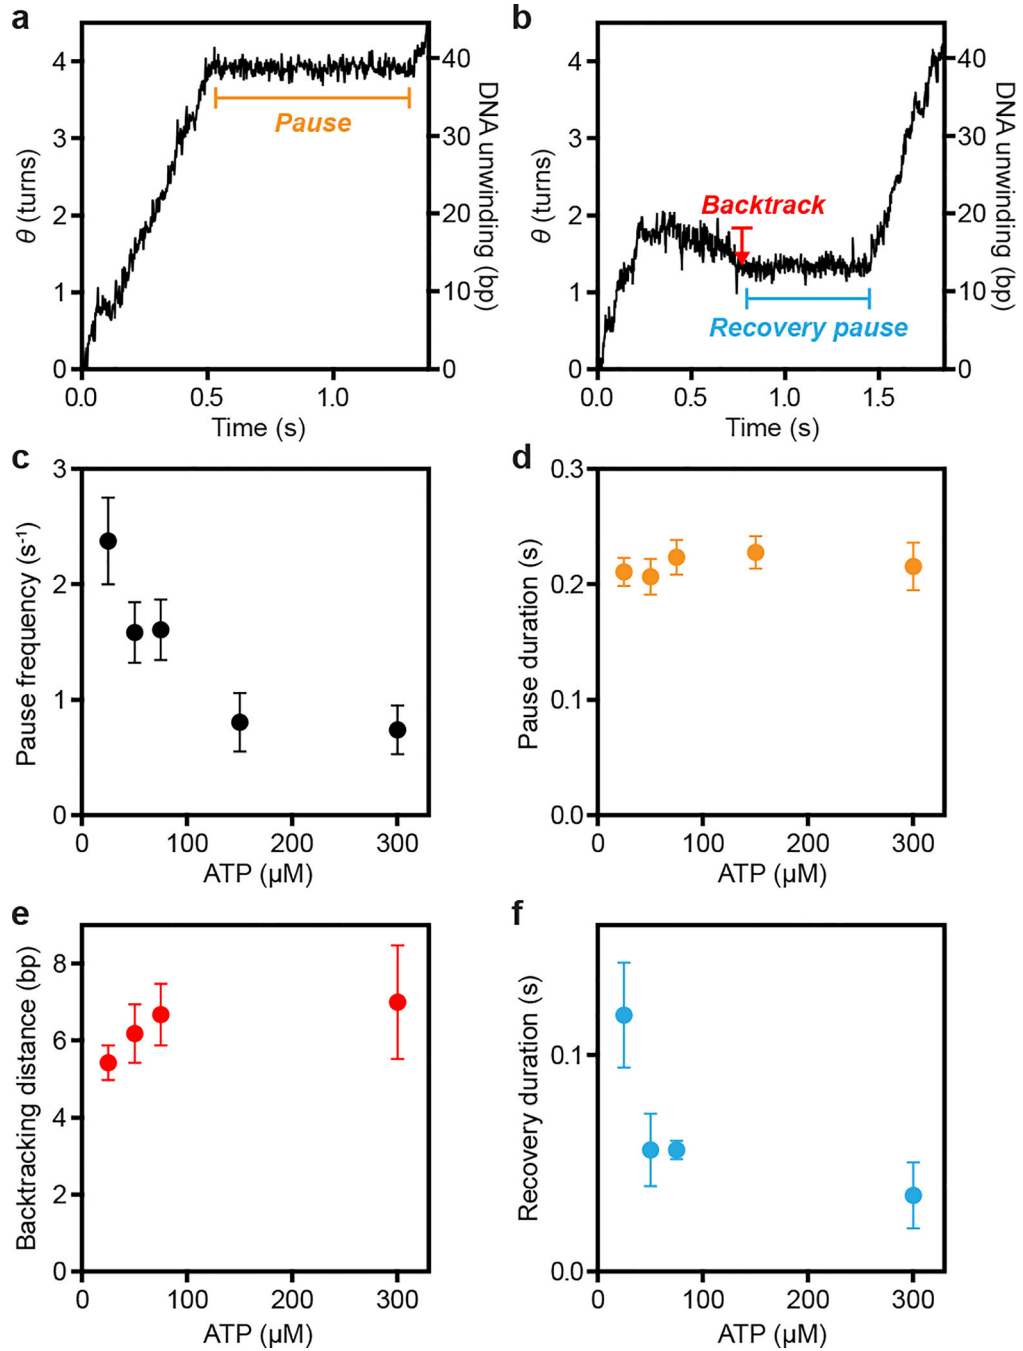 a
4
3
2
1
0
θ (turns)
40
30
20
10
0
DNA unwinding (bp)
Pause
0.0
0.5
1.0
Time (s)
b
4
3
2
1
0
θ (turns)
40
30
20
10
0
DNA unwinding (bp)
Backtrack
Recovery pause
0.0
0.5
1.0
1.5
Time (s)
c
3
2
1
0
Pause frequency (s⁻¹)
0
100
200
300
ATP (μM)
d
0.3
0.2
0.1
0.0
Pause duration (s)
0
100
200
300
ATP (μM)
e
8
6
4
2
0
Backtracking distance (bp)
0
100
200
300
ATP (μM)
f
0.1
0.0
Recovery duration (s)
0
100
200
300
ATP (μM)